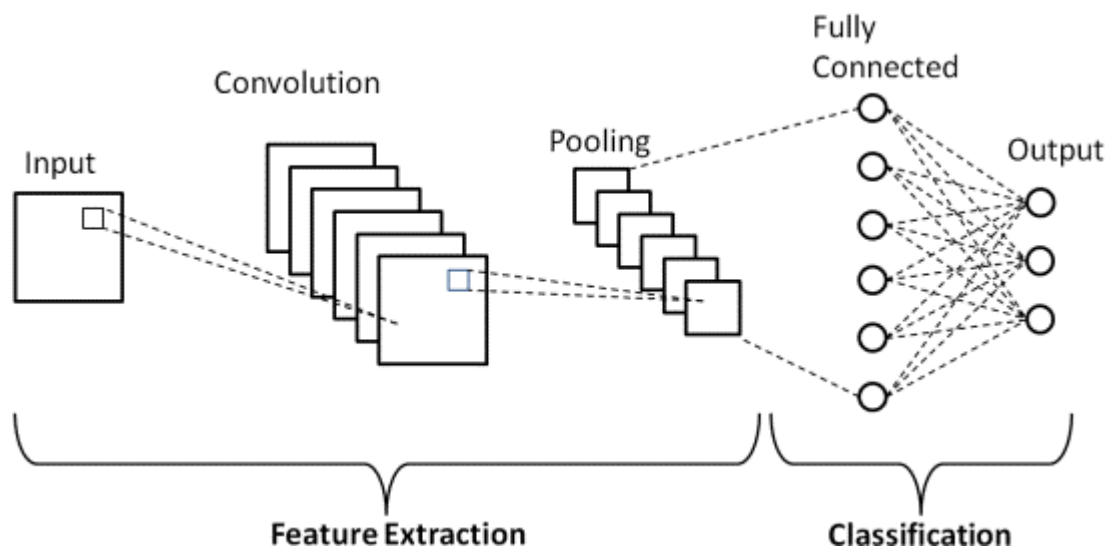 Input
Convolution
Pooling
Fully
Connected
Output
Feature Extraction
Classification